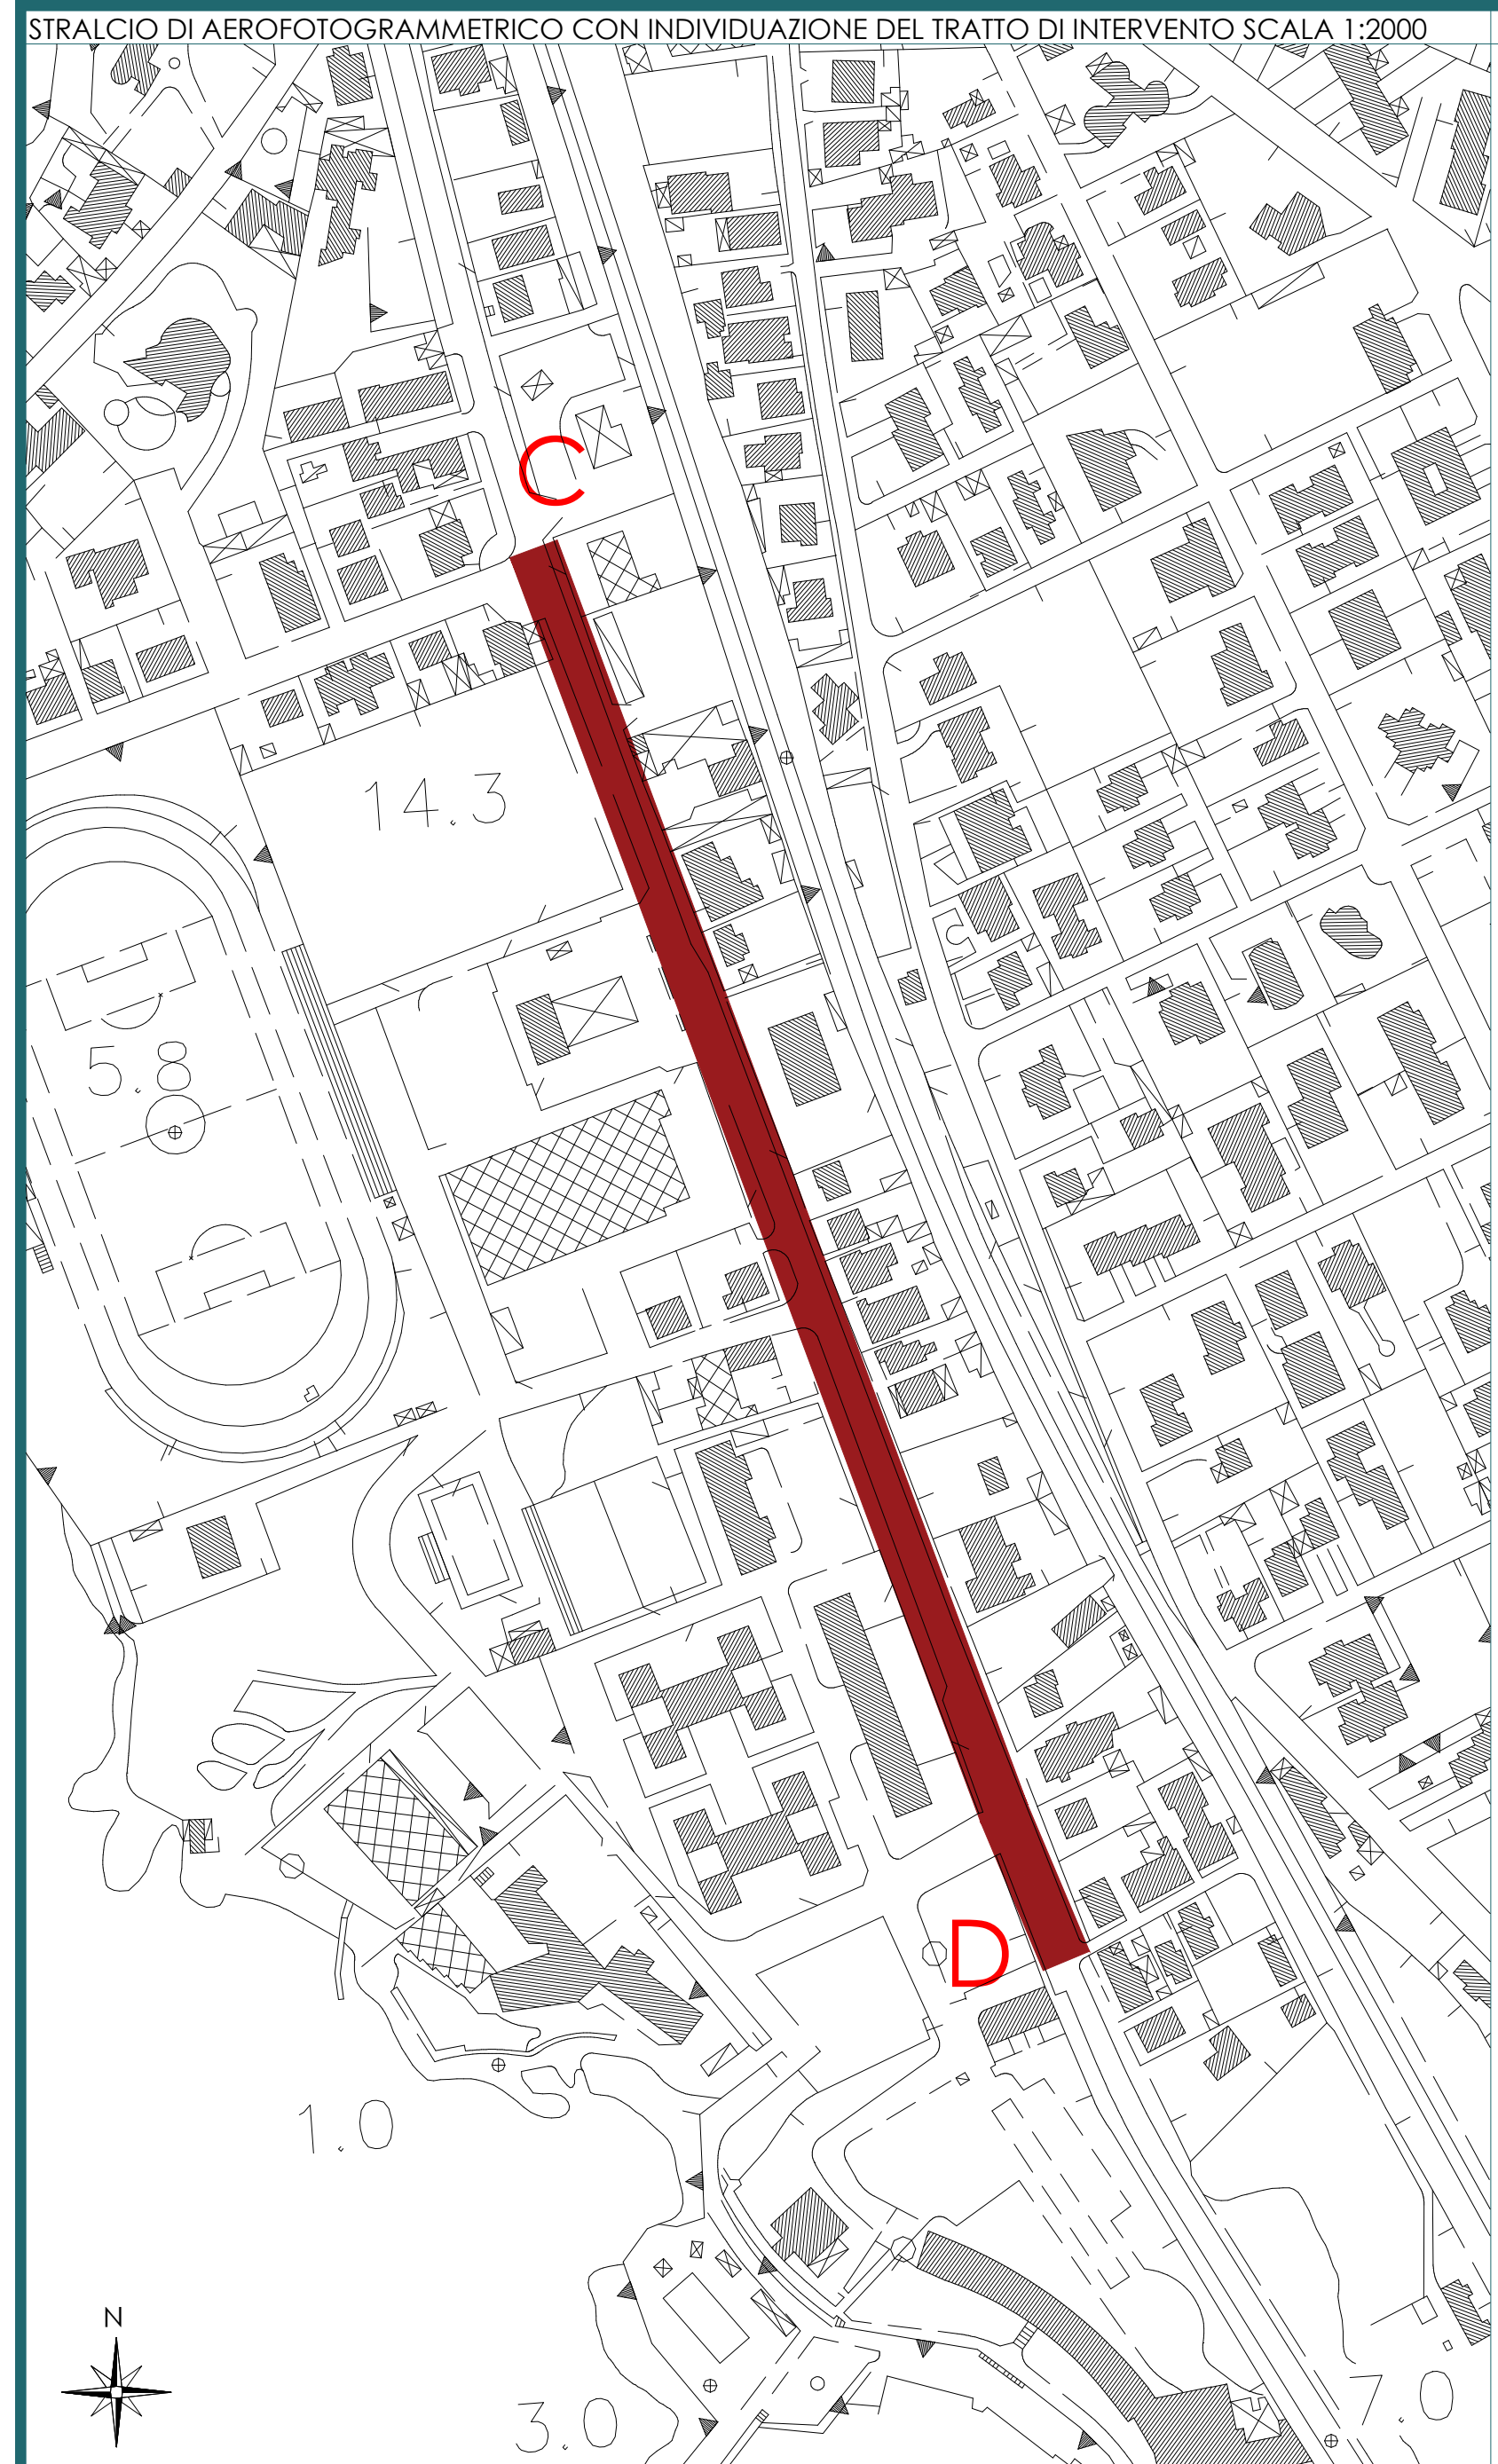 STRALCIO DI AEROFOTOGRAMMETRICO CON INDIVIDUAZIONE DEL TRATTO DI INTERVENTO SCALA 1:2000
C
14.3
5.8
D
1.0
N
3.0
7.0